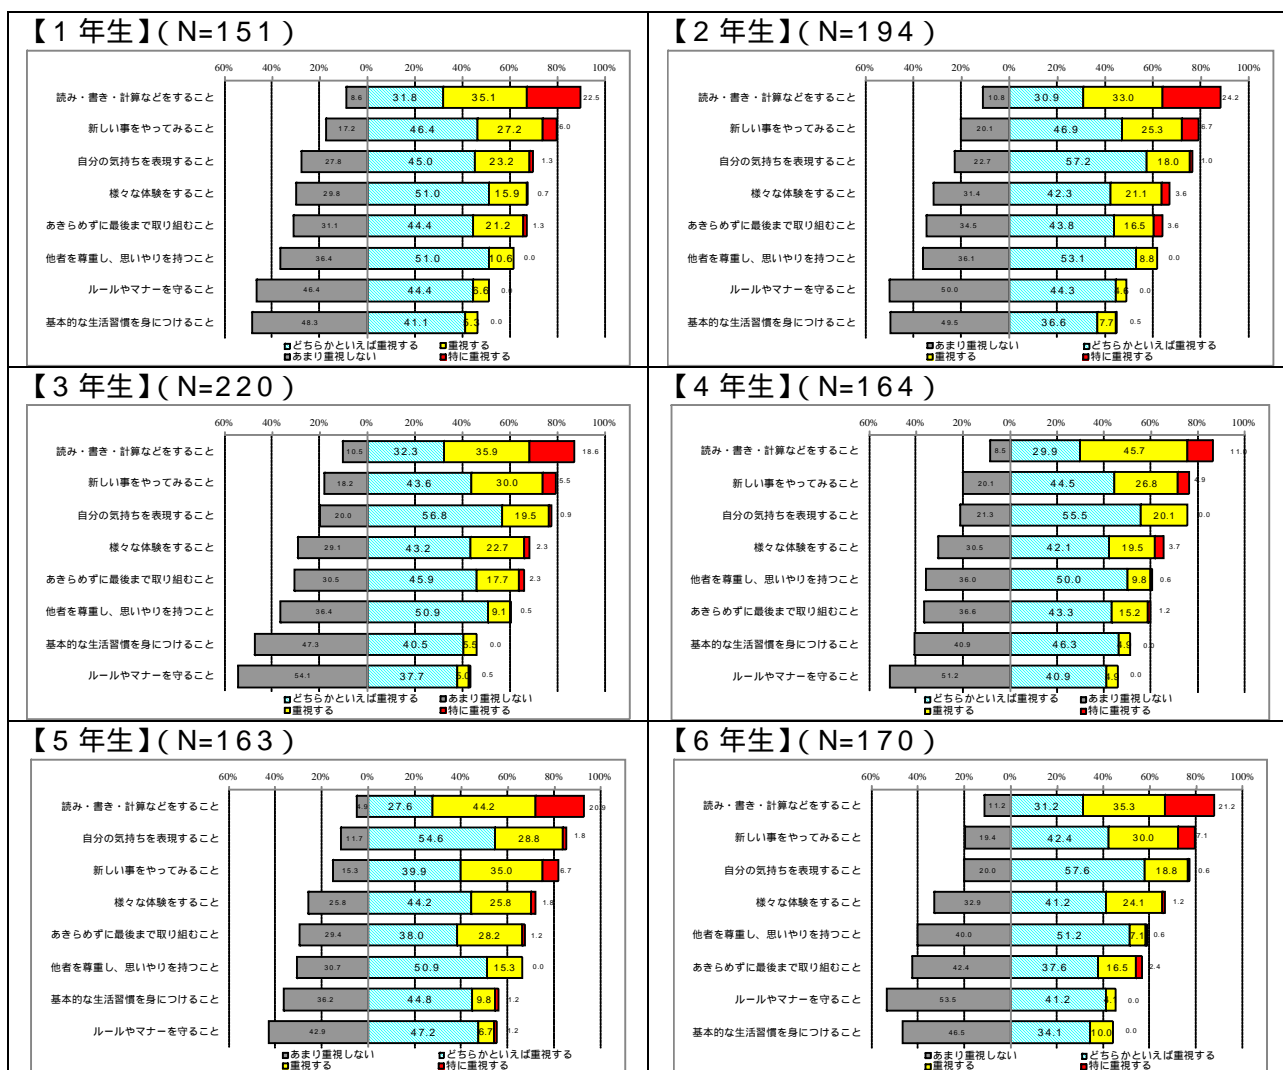 【1年生】(N=151)
60% 40% 20% 0% 20% 40% 60% 80% 100%
読み・書き・計算などをすること 8.6 31.8 35.1 22.5
新しい事をやってみること 17.2 46.4 27.2 6.0
自分の気持ちを表現すること 27.8 45.0 23.2 1.3
様々な体験をすること 29.8 51.0 15.9 0.7
あきらめずに最後まで取り組むこと 31.1 44.4 21.2 1.3
他者を尊重し、思いやりを持つこと 36.4 51.0 10.6 0.0
ルールやマナーを守ること 46.4 44.4 6.6 0.0
基本的な生活習慣を身につけること 48.3 41.1 5.3 0.0
どちらかといえば重視する 重視する
あまり重視しない 特に重視する
【2年生】(N=194)
60% 40% 20% 0% 20% 40% 60% 80% 100%
読み・書き・計算などをすること 10.8 30.9 33.0 24.2
新しい事をやってみること 20.1 46.9 25.3 6.7
自分の気持ちを表現すること 22.7 57.2 18.0 1.0
様々な体験をすること 31.4 42.3 21.1 3.6
あきらめずに最後まで取り組むこと 34.5 43.8 16.5 3.6
他者を尊重し、思いやりを持つこと 36.1 53.1 8.8 0.0
ルールやマナーを守ること 50.0 44.3 4.6 0.0
基本的な生活習慣を身につけること 49.5 36.6 7.7 0.5
あまり重視しない どちらかといえば重視する
重視する 特に重視する
【3年生】(N=220)
60% 40% 20% 0% 20% 40% 60% 80% 100%
読み・書き・計算などをすること 10.5 32.3 35.9 18.6
新しい事をやってみること 18.2 43.6 30.0 5.5
自分の気持ちを表現すること 20.0 56.8 19.5 0.9
様々な体験をすること 29.1 43.2 22.7 2.3
あきらめずに最後まで取り組むこと 30.5 45.9 17.7 2.3
他者を尊重し、思いやりを持つこと 36.4 50.9 9.1 0.5
基本的な生活習慣を身につけること 47.3 40.5 5.5 0.0
ルールやマナーを守ること 54.1 37.7 5.0 0.5
どちらかといえば重視する あまり重視しない
重視する 特に重視する
【4年生】(N=164)
60% 40% 20% 0% 20% 40% 60% 80% 100%
読み・書き・計算などをすること 8.5 29.9 45.7 11.0
新しい事をやってみること 20.1 44.5 26.8 4.9
自分の気持ちを表現すること 21.3 55.5 20.1 0.0
様々な体験をすること 30.5 42.1 19.5 3.7
他者を尊重し、思いやりを持つこと 36.0 50.0 9.8 0.6
あきらめずに最後まで取り組むこと 36.6 43.3 15.2 1.2
基本的な生活習慣を身につけること 40.9 46.3 4.9 0.0
ルールやマナーを守ること 51.2 40.9 4.9 0.0
あまり重視しない どちらかといえば重視する
重視する 特に重視する
【5年生】(N=163)
60% 40% 20% 0% 20% 40% 60% 80% 100%
読み・書き・計算などをすること 4.9 27.6 44.2 20.9
自分の気持ちを表現すること 11.7 54.6 28.8 1.8
新しい事をやってみること 15.3 39.9 35.0 6.7
様々な体験をすること 25.8 44.2 25.8 1.8
あきらめずに最後まで取り組むこと 29.4 38.0 28.2 1.2
他者を尊重し、思いやりを持つこと 30.7 50.9 15.3 0.0
基本的な生活習慣を身につけること 36.2 44.8 9.8 1.2
ルールやマナーを守ること 42.9 47.2 6.7 1.2
あまり重視しない どちらかといえば重視する
重視する 特に重視する
【6年生】(N=170)
60% 40% 20% 0% 20% 40% 60% 80% 100%
読み・書き・計算などをすること 11.2 31.2 35.3 21.2
新しい事をやってみること 19.4 42.4 30.0 7.1
自分の気持ちを表現すること 20.0 57.6 18.8 0.6
様々な体験をすること 32.9 41.2 24.1 1.2
他者を尊重し、思いやりを持つこと 40.0 51.2 7.1 0.6
あきらめずに最後まで取り組むこと 42.4 37.6 16.5 2.4
ルールやマナーを守ること 53.5 41.2 4.1 0.0
基本的な生活習慣を身につけること 46.5 34.1 10.0 0.0
あまり重視しない どちらかといえば重視する
重視する 特に重視する